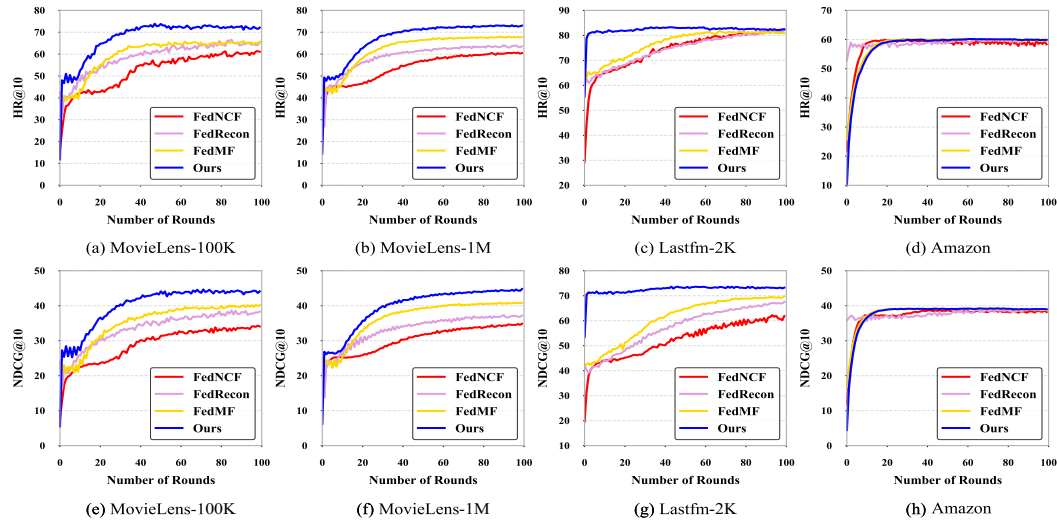 HR@10
80
70
60
50
40
30
20
10
0
FedNCF
FedRecon
FedMF
Ours
0 20 40 60 80 100
Number of Rounds
(a) MovieLens-100K
HR@10
80
70
60
50
40
30
20
10
0
FedNCF
FedRecon
FedMF
Ours
0 20 40 60 80 100
Number of Rounds
(b) MovieLens-1M
HR@10
90
80
70
60
50
40
30
20
FedNCF
FedRecon
FedMF
Ours
0 20 40 60 80 100
Number of Rounds
(c) Lastfm-2K
HR@10
70
60
50
40
30
20
10
FedNCF
FedRecon
FedMF
Ours
0 20 40 60 80 100
Number of Rounds
(d) Amazon
NDCG@10
50
40
30
20
10
0
FedNCF
FedRecon
FedMF
Ours
0 20 40 60 80 100
Number of Rounds
(e) MovieLens-100K
NDCG@10
50
40
30
20
10
0
FedNCF
FedRecon
FedMF
Ours
0 20 40 60 80 100
Number of Rounds
(f) MovieLens-1M
NDCG@10
80
70
60
50
40
30
20
10
FedNCF
FedRecon
FedMF
Ours
0 20 40 60 80 100
Number of Rounds
(g) Lastfm-2K
NDCG@10
50
40
30
20
10
0
FedNCF
FedRecon
FedMF
Ours
0 20 40 60 80 100
Number of Rounds
(h) Amazon